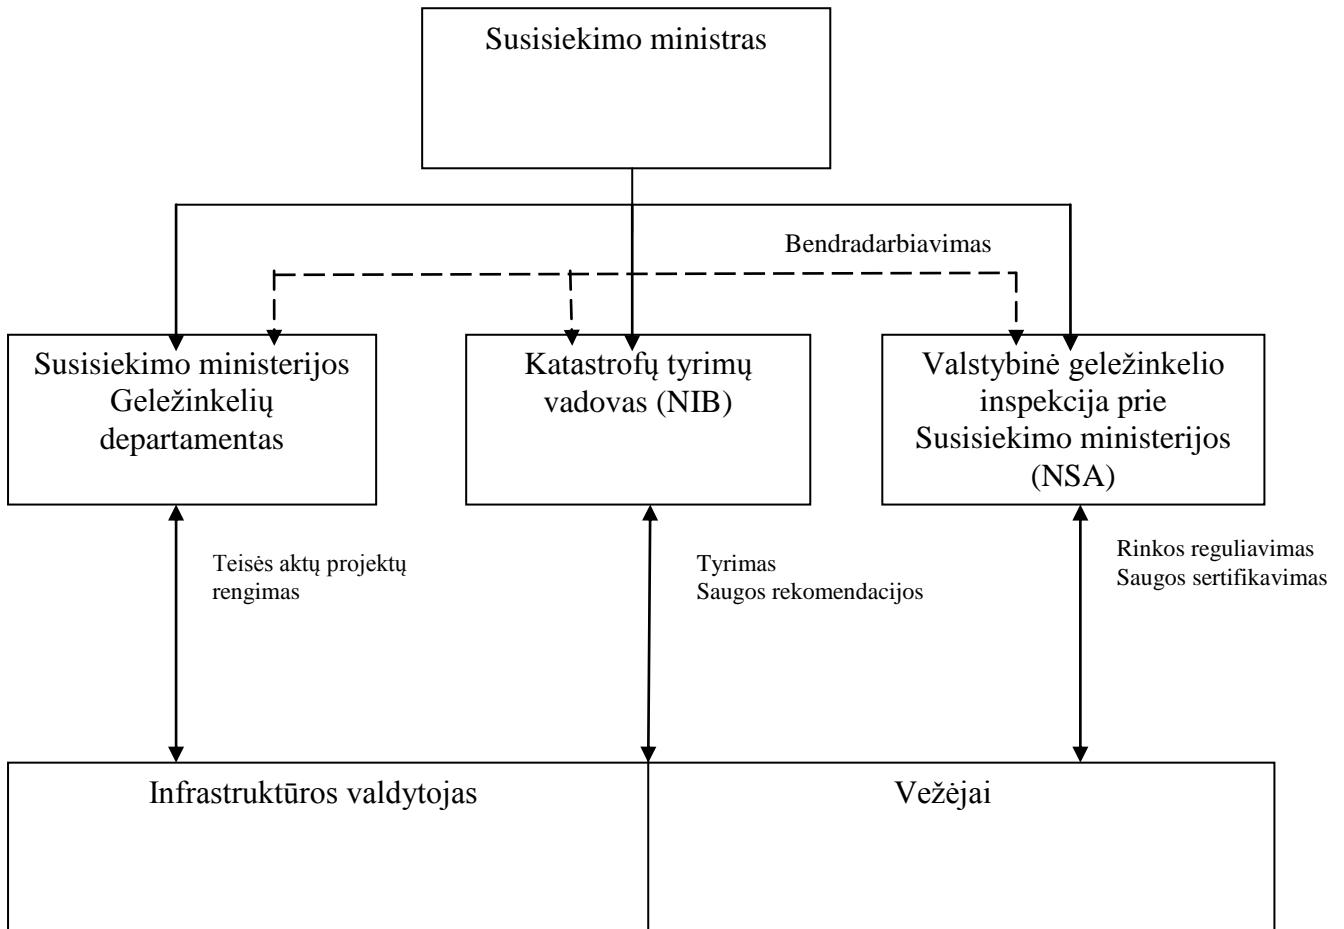 Susisiekimo ministras
Bendradarbiavimas
Susisiekimo ministerijos
Geležinkelių
departamentas
Katastrofų tyrimų
vadovas (NIB)
Valstybinė geležinkelio
inspekcija prie
Susisiekimo ministerijos
(NSA)
Teisės aktų projektų
rengimas
Tyrimas
Saugos rekomendacijos
Rinkos reguliavimas
Saugos sertifikavimas
Infrastruktūros valdytojas
Vežėjai